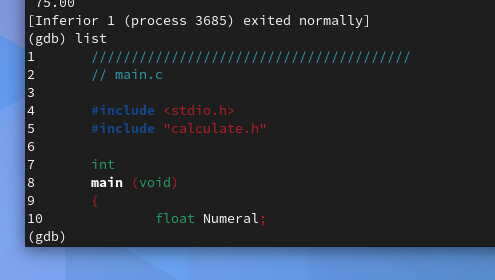 75.00
[Inferior 1 (process 3685) exited normally]
(gdb) list
1       ////////////////////////////////////////
2       // main.c
3
4       #include <stdio.h>
5       #include "calculate.h"
6
7       int
8       main (void)
9       {
10              float Numeral;
(gdb)